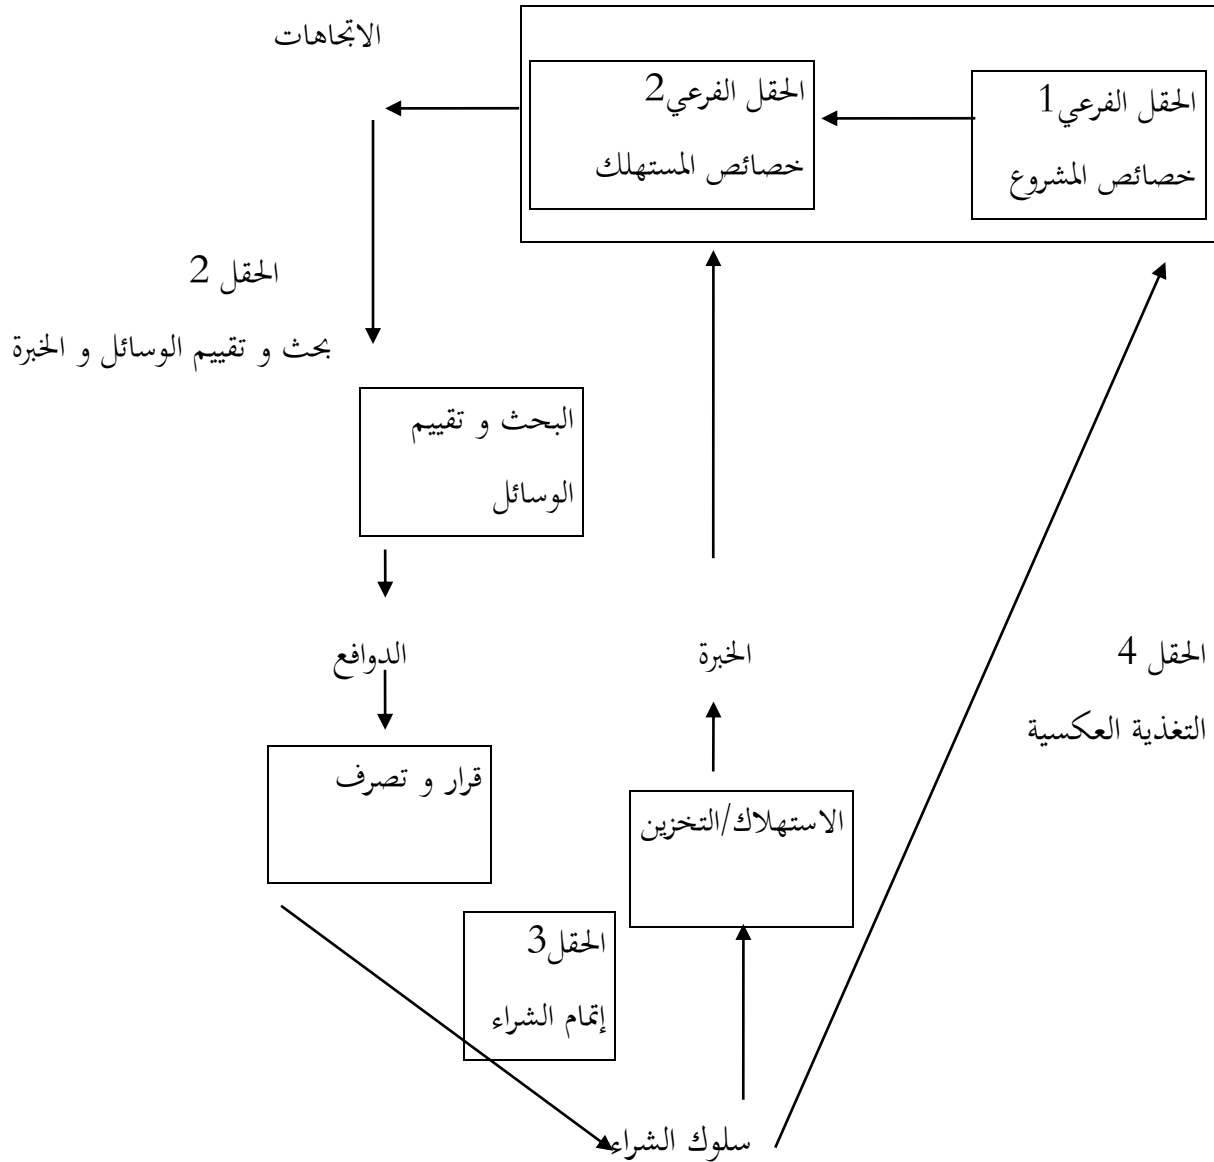 الاتجاهات
الحقل الفرعي1
خصائص المشروع
الحقل الفرعي2
خصائص المستهلك
الحقل 2
بحث و تقييم الوسائل و الخبرة
البحث و تقييم
الوسائل
الدوافع
الخبرة
الحقل 4
التغذية العكسية
قرار و تصرف
الاستهلاك/التخزين
الحقل3
إتمام الشراء
سلوك الشراء